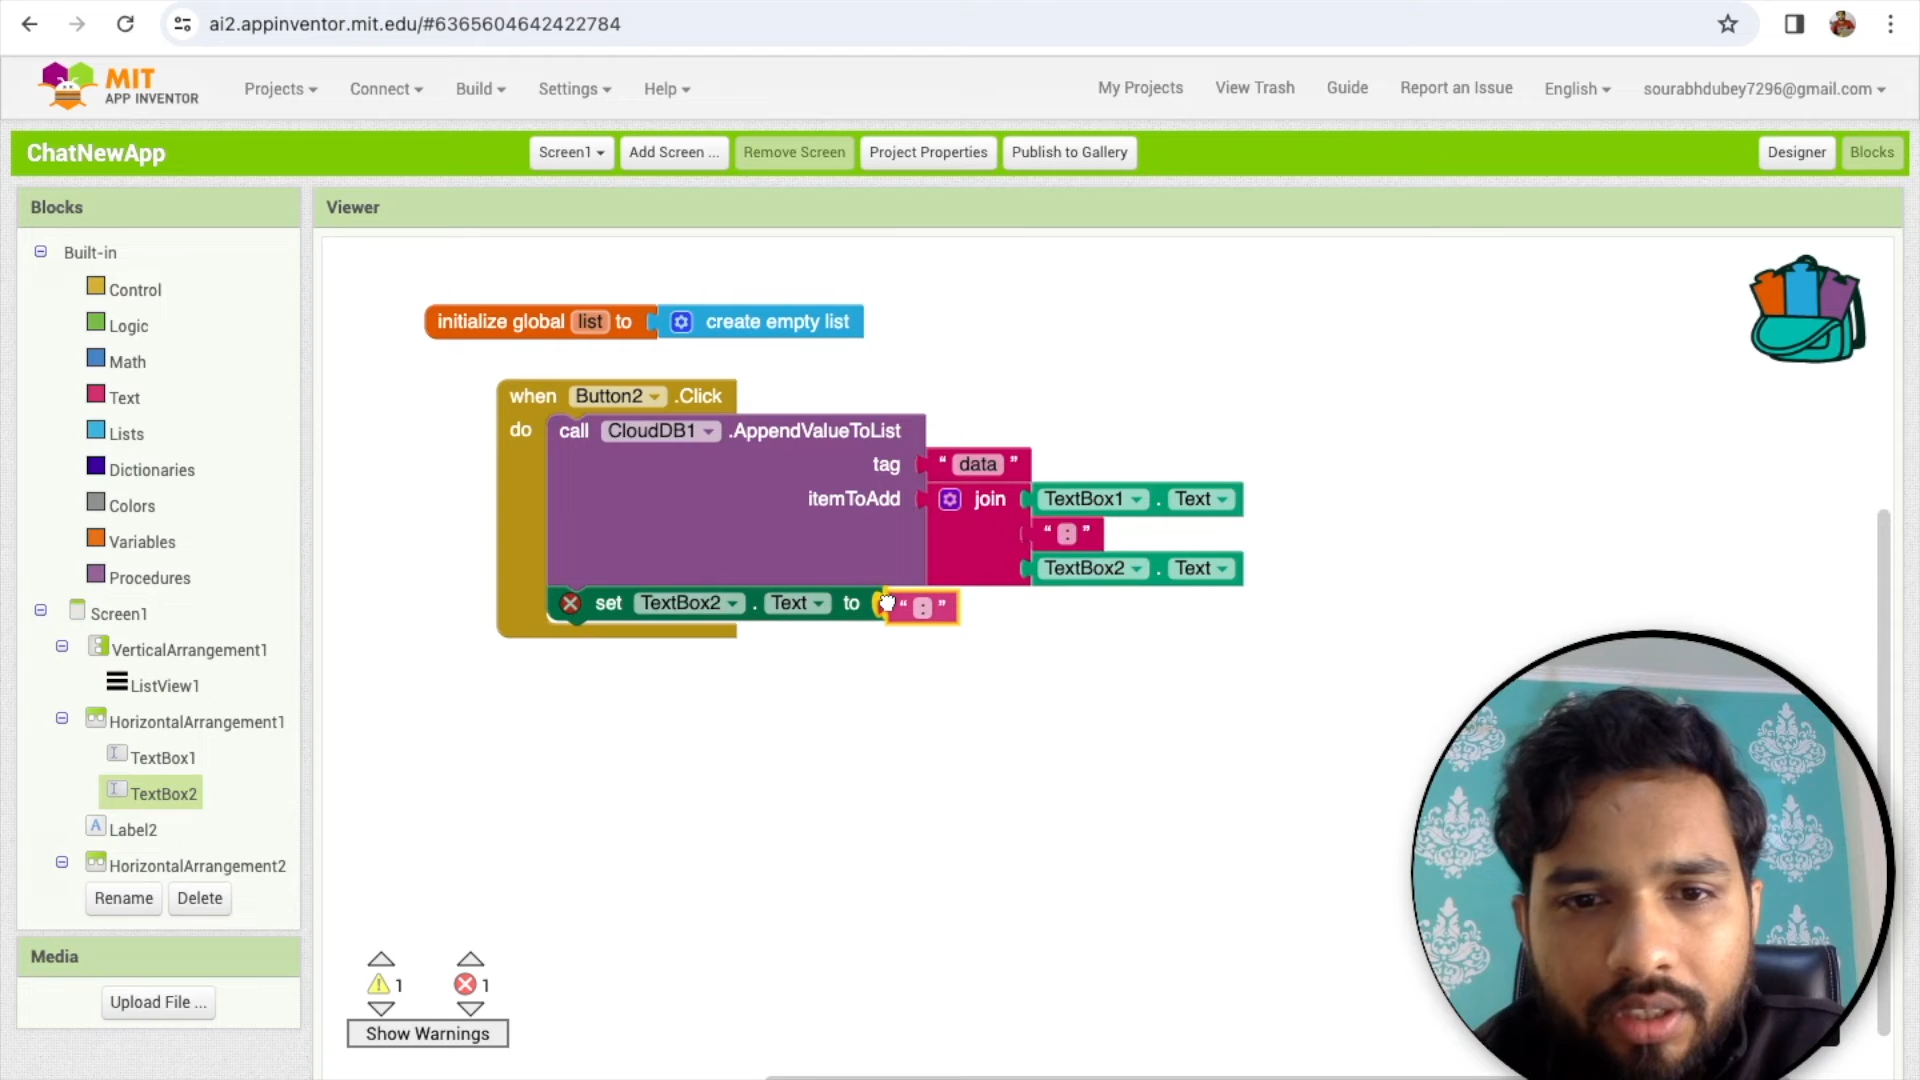 ai2.appinventor.mit.edu/#6365604642422784
MIT
APP INVENTOR
Projects
Connect
Build
Settings
Help
My Projects
View Trash
Guide
Report an Issue
English
sourabhdubey7296@gmail.com
ChatNewApp
Screen1
Add Screen ...
Remove Screen
Project Properties
Publish to Gallery
Designer
Blocks
Blocks
Viewer
Built-in
Control
Logic
Math
Text
Lists
Dictionaries
Colors
Variables
Procedures
Screen1
VerticalArrangement1
ListView1
HorizontalArrangement1
TextBox1
TextBox2
Label2
HorizontalArrangement2
Rename
Delete
Media
Upload File ...
initialize global list to create empty list
when Button2 .Click
do call CloudDB1 .AppendValueToList
tag “ data ”
itemToAdd join TextBox1 . Text
“ : ”
TextBox2 . Text
set TextBox2 . Text to “ : ”
1
1
Show Warnings